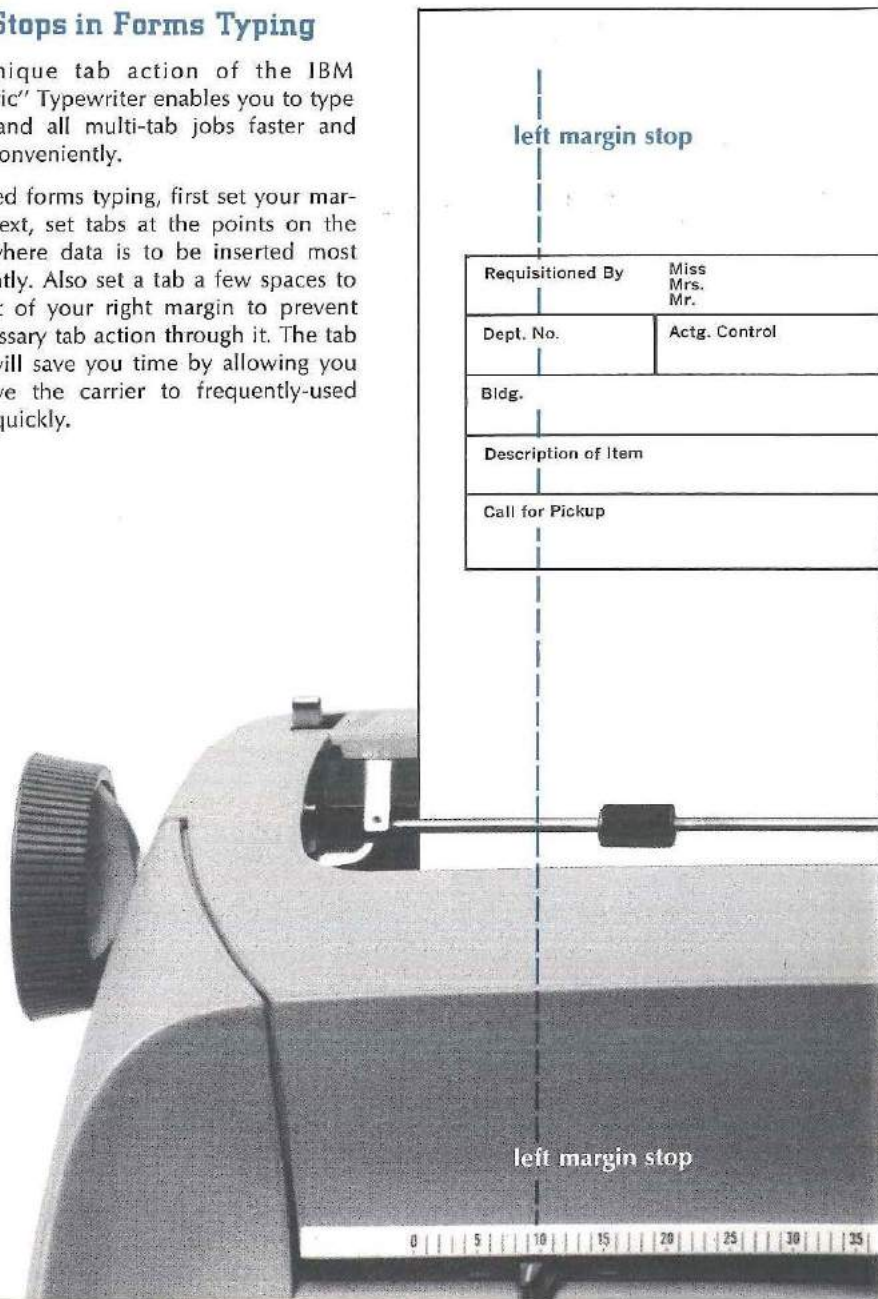 Stops in Forms Typing
nique tab action of the IBM
ric" Typewriter enables you to type
and all multi-tab jobs faster and
onveniently.
ed forms typing, first set your mar-
ext, set tabs at the points on the
where data is to be inserted most
ntly. Also set a tab a few spaces to
t of your right margin to prevent
ssary tab action through it. The tab
will save you time by allowing you
ve the carrier to frequently-used
quickly.
left margin stop
Requisitioned By Miss
Mrs.
Mr.
Dept. No. Actg. Control
Bldg.
Description of Item
Call for Pickup
left margin stop
0 5 10 15 20 25 30 35